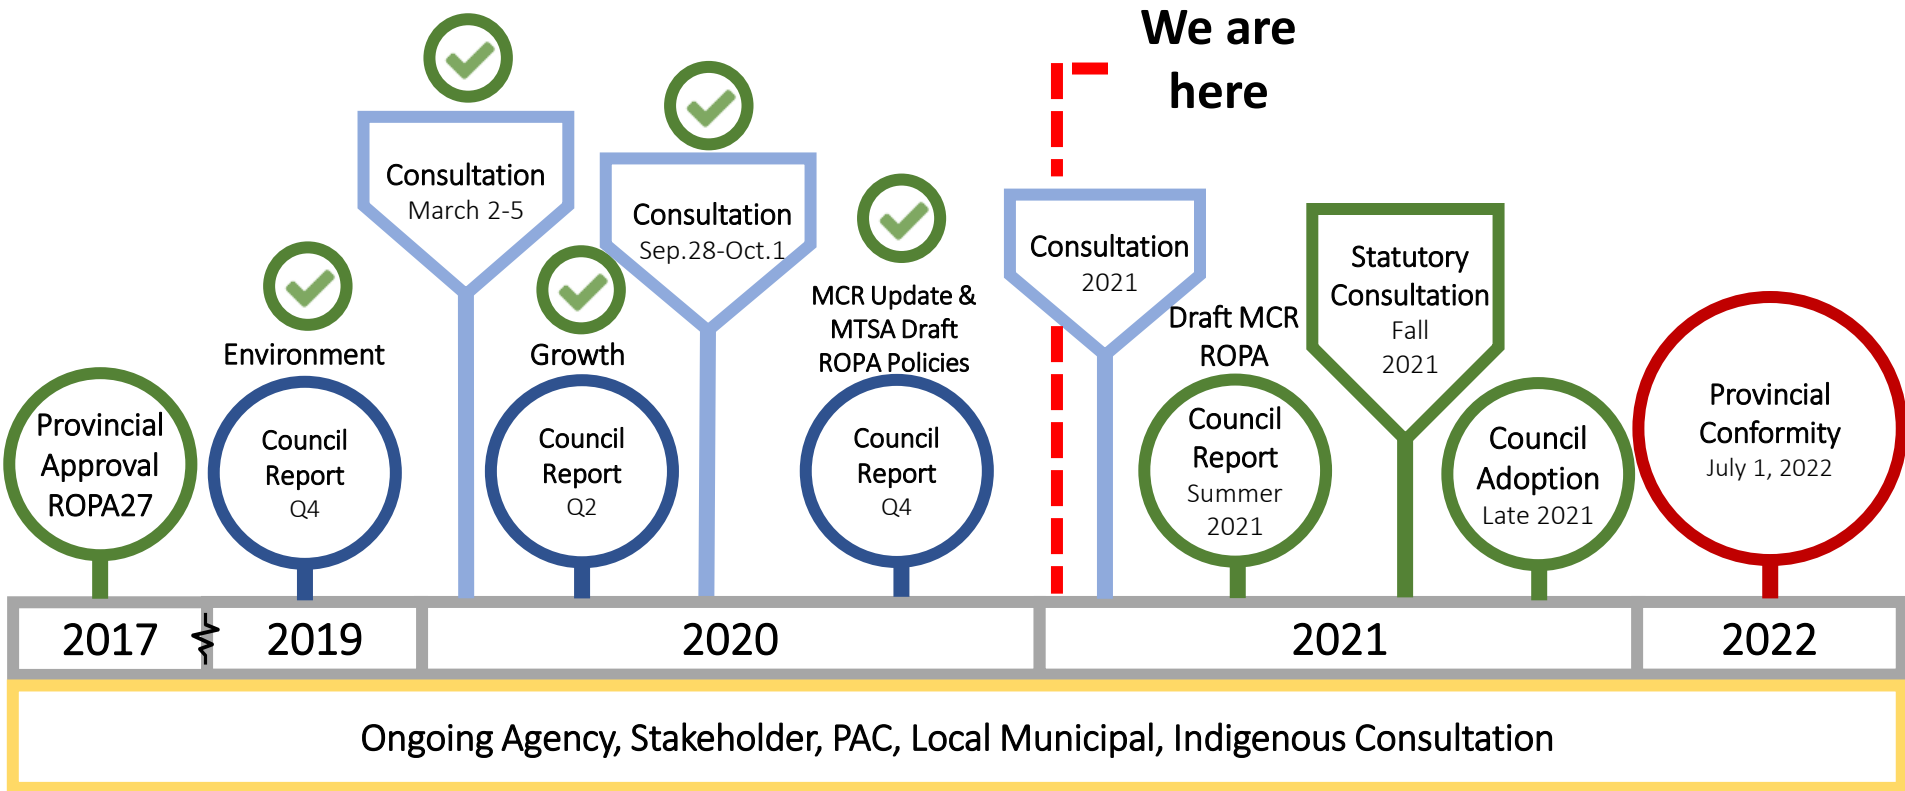 We are
here
Consultation
March 2-5
Consultation
Sep.28-Oct.1
Consultation
2021
Statutory
Consultation
Fall
2021
Environment
Growth
MCR Update &
MTSA Draft
ROPA Policies
Draft MCR
ROPA
Provincial
Approval
ROPA27
Council
Report
Q4
Council
Report
Q2
Council
Report
Q4
Council
Report
Summer
2021
Council
Adoption
Late 2021
Provincial
Conformity
July 1, 2022
2017
2019
2020
2021
2022
Ongoing Agency, Stakeholder, PAC, Local Municipal, Indigenous Consultation